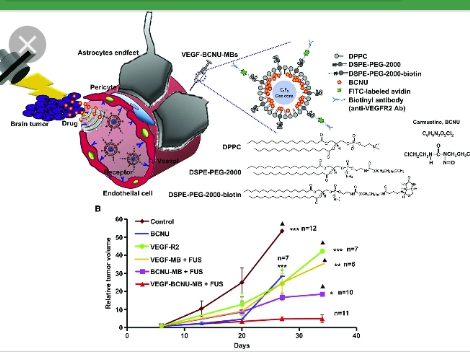 Astrocytes endfeet
VEGF-BCNU-MBs
DPPC
DSPE-PEG-2000
DSPE-PEG-2000-biotin
BCNU
FITC-labeled avidin
Biotinyl antibody
(anti-VEGFR2 Ab)
Pericyte
Brain tumor
Drug
Receptor
Vessel
Endothelial cell
Carmustine, BCNU
DPPC
DSPE-PEG-2000
DSPE-PEG-2000-biotin
B
Control
BCNU
VEGF-R2
VEGF-MB + FUS
BCNU-MB + FUS
VEGF-BCNU-MB + FUS
Relative tumor volume
60
50
40
30
20
10
0
0
10
20
30
40
Days
*** n=12
n=7
***
*** n=7
** n=6
* n=10
n=11